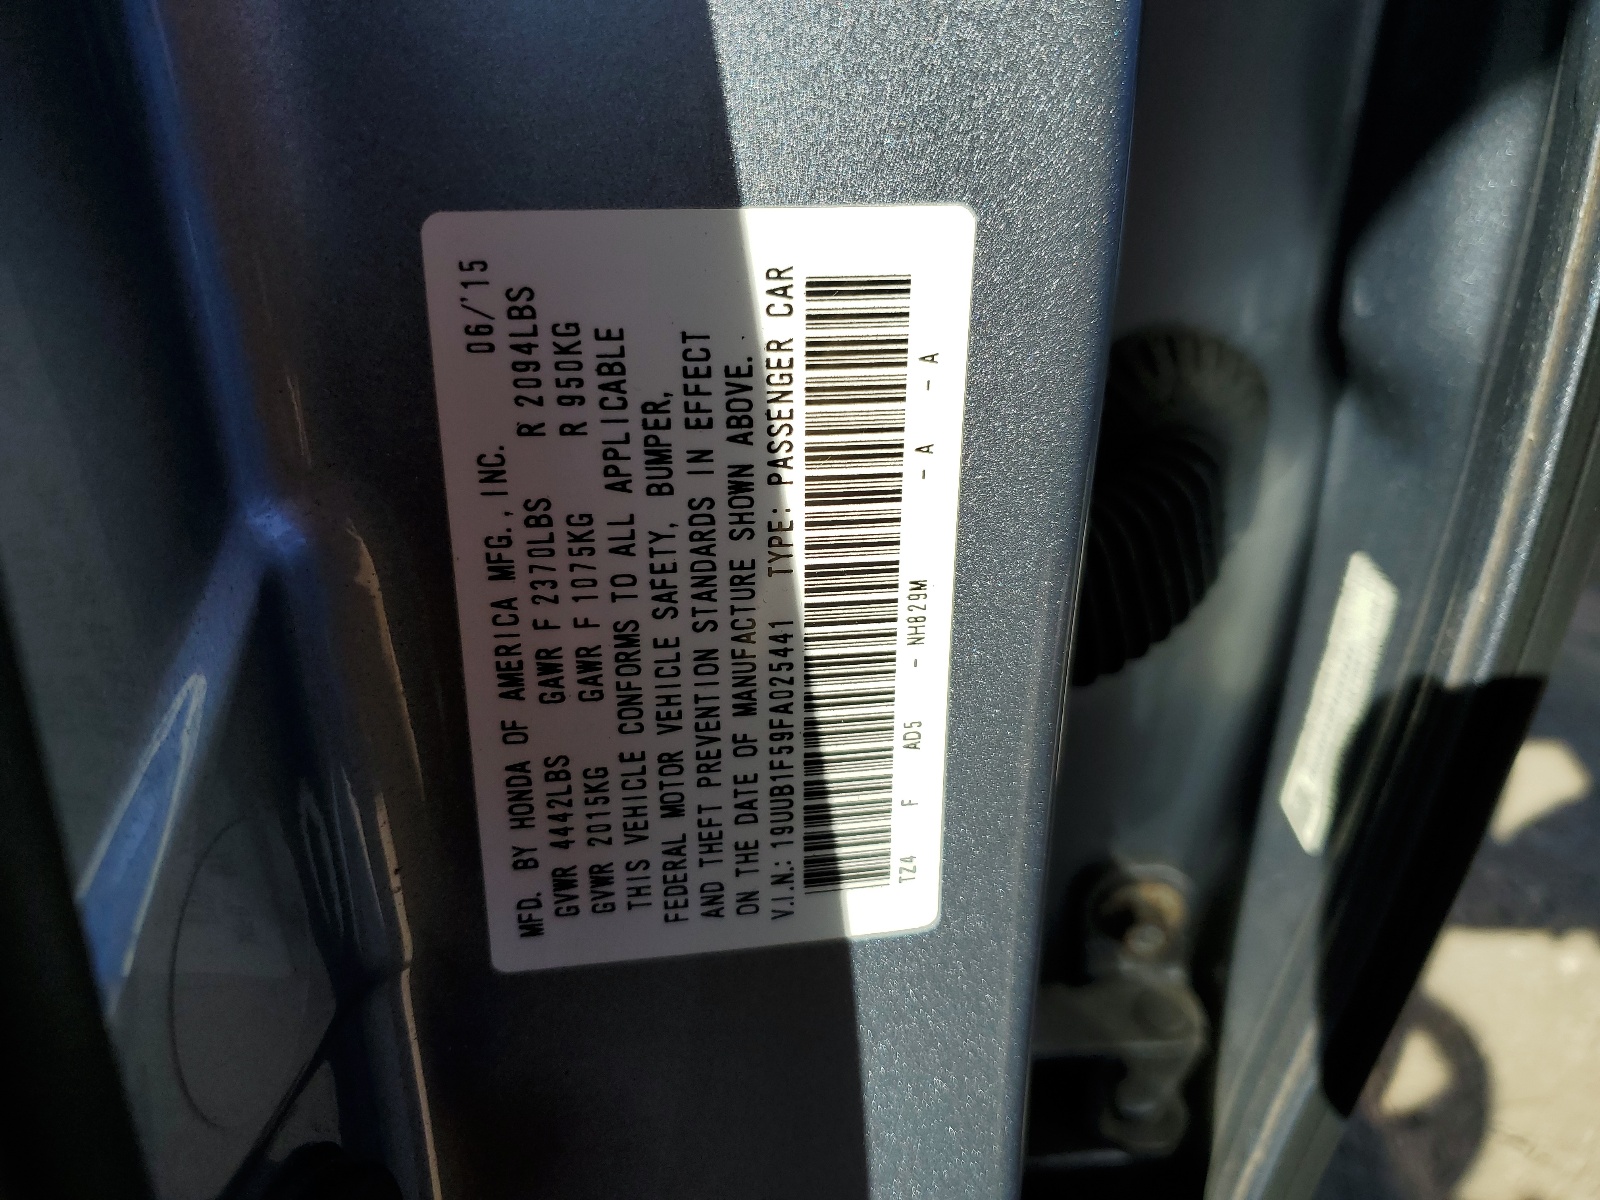 MFD. BY HONDA OF AMERICA MFG., INC. 06/'15
GVWR 4442LBS GAWR F 2370LBS R 2094LBS
GVWR 2015KG GAWR F 1075KG R 950KG
THIS VEHICLE CONFORMS TO ALL APPLICABLE
FEDERAL MOTOR VEHICLE SAFETY, BUMPER,
AND THEFT PREVENTION STANDARDS IN EFFECT
ON THE DATE OF MANUFACTURE SHOWN ABOVE.
V.I.N.: 19UUB1F59FA025441 TYPE: PASSENGER CAR
TZ4 F AD5 - NH829M - A - A